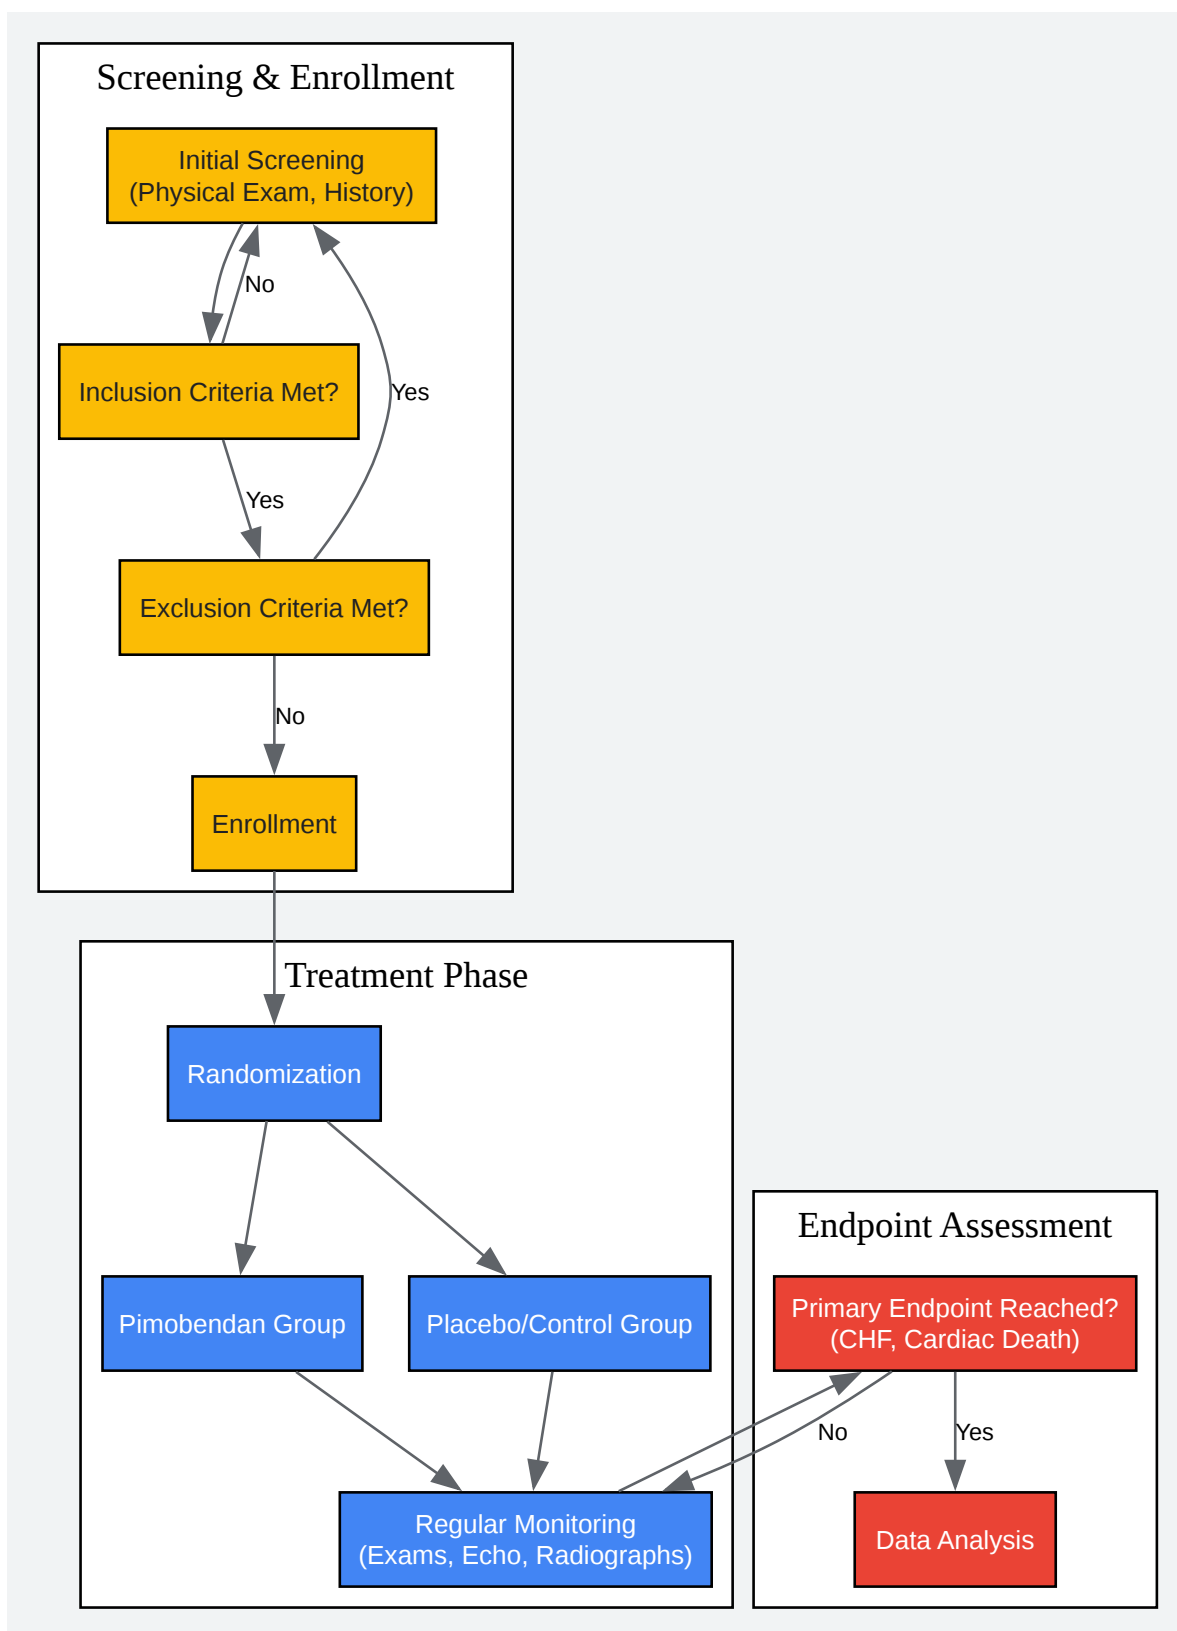 Screening & Enrollment
Initial Screening
(Physical Exam, History)
No
Inclusion Criteria Met?
Yes
Yes
Exclusion Criteria Met?
No
Enrollment
Treatment Phase
Randomization
Pimobendan Group
Placebo/Control Group
Regular Monitoring
(Exams, Echo, Radiographs)
Endpoint Assessment
Primary Endpoint Reached?
(CHF, Cardiac Death)
No
Yes
Data Analysis